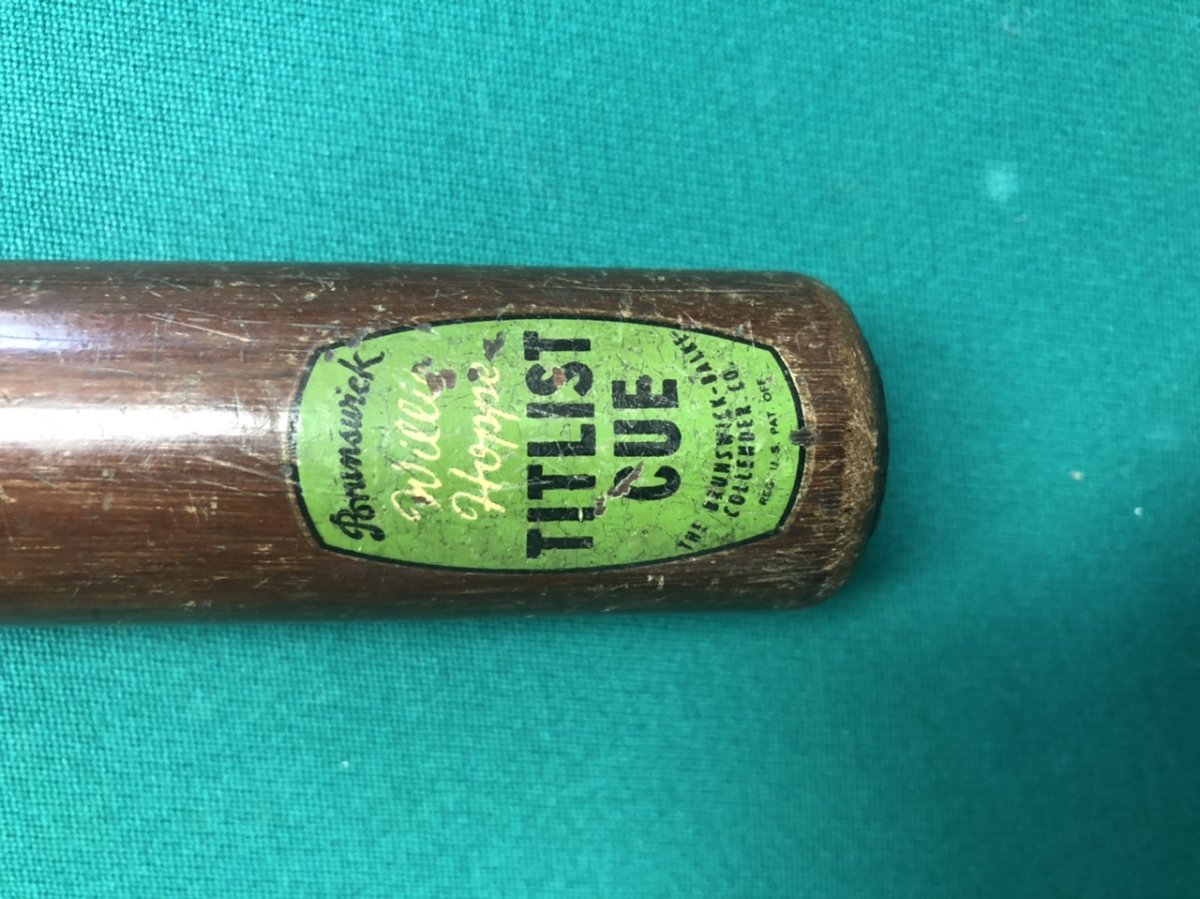 Brunswick
Willie
Hoppe
TITLIST
CUE
THE BRUNSWICK-BALKE-
COLLENDER CO.
REG. U.S. PAT. OFF.